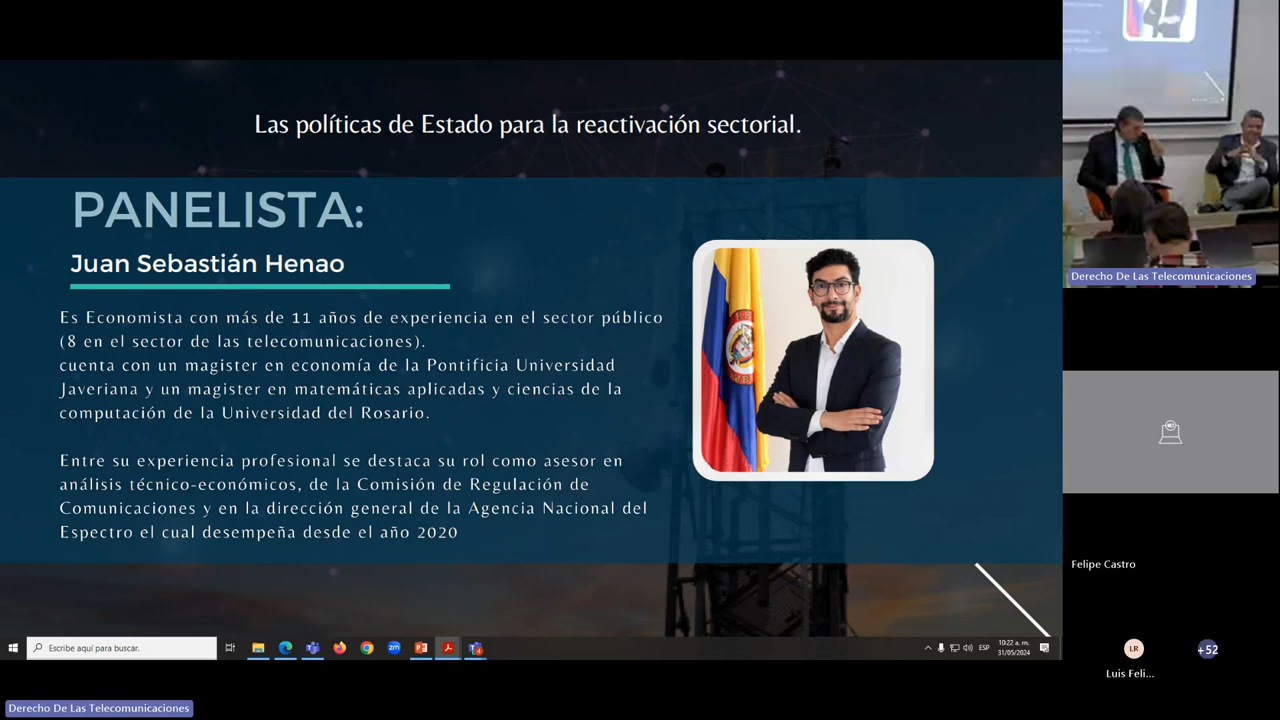 Las políticas de Estado para la reactivación sectorial.
PANELISTA:
Juan Sebastián Henao
Es Economista con más de 11 años de experiencia en el sector público
(8 en el sector de las telecomunicaciones).
cuenta con un magister en economía de la Pontificia Universidad
Javeriana y un magister en matemáticas aplicadas y ciencias de la
computación de la Universidad del Rosario.
Entre su experiencia profesional se destaca su rol como asesor en
análisis técnico-económicos, de la Comisión de Regulación de
Comunicaciones y en la dirección general de la Agencia Nacional del
Espectro el cual desempeña desde el año 2020
Derecho De Las Telecomunicaciones
Felipe Castro
LR
+52
Luis Feli...
Escribe aquí para buscar.
zm
4
ESP
10:22 a. m.
31/05/2024
Derecho De Las Telecomunicaciones